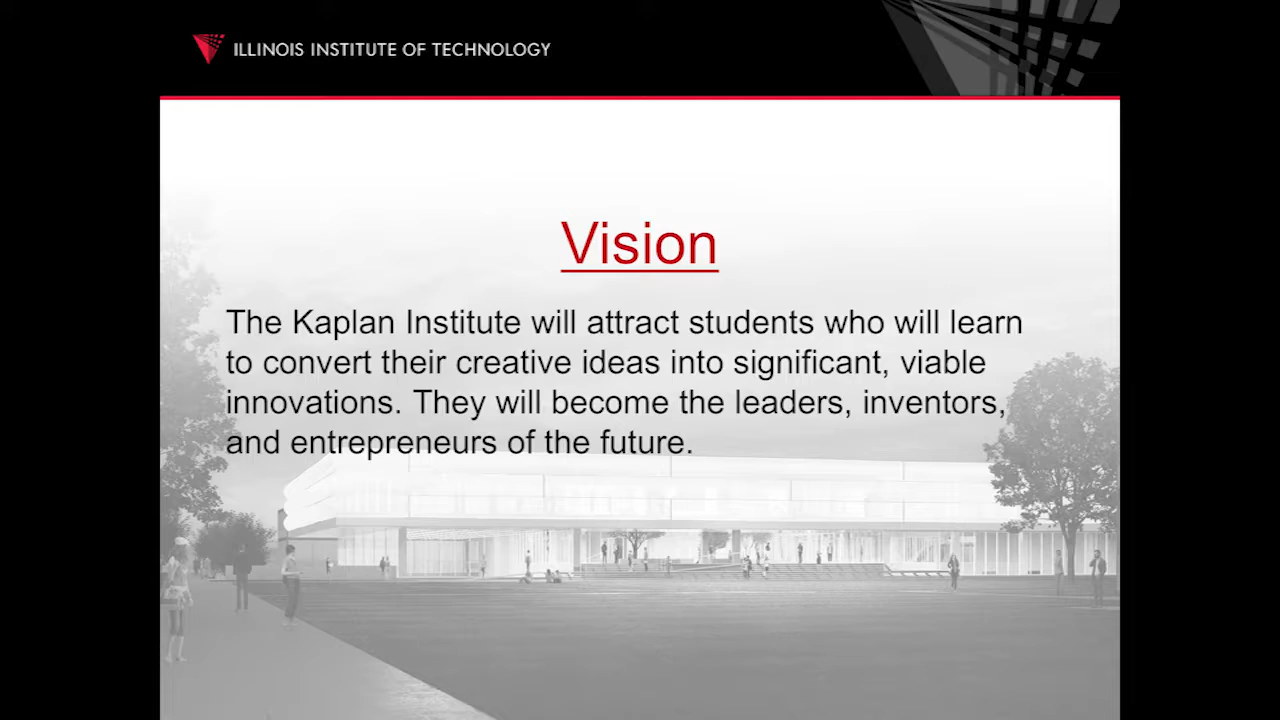 ILLINOIS INSTITUTE OF TECHNOLOGY
Vision
The Kaplan Institute will attract students who will learn
to convert their creative ideas into significant, viable
innovations. They will become the leaders, inventors,
and entrepreneurs of the future.